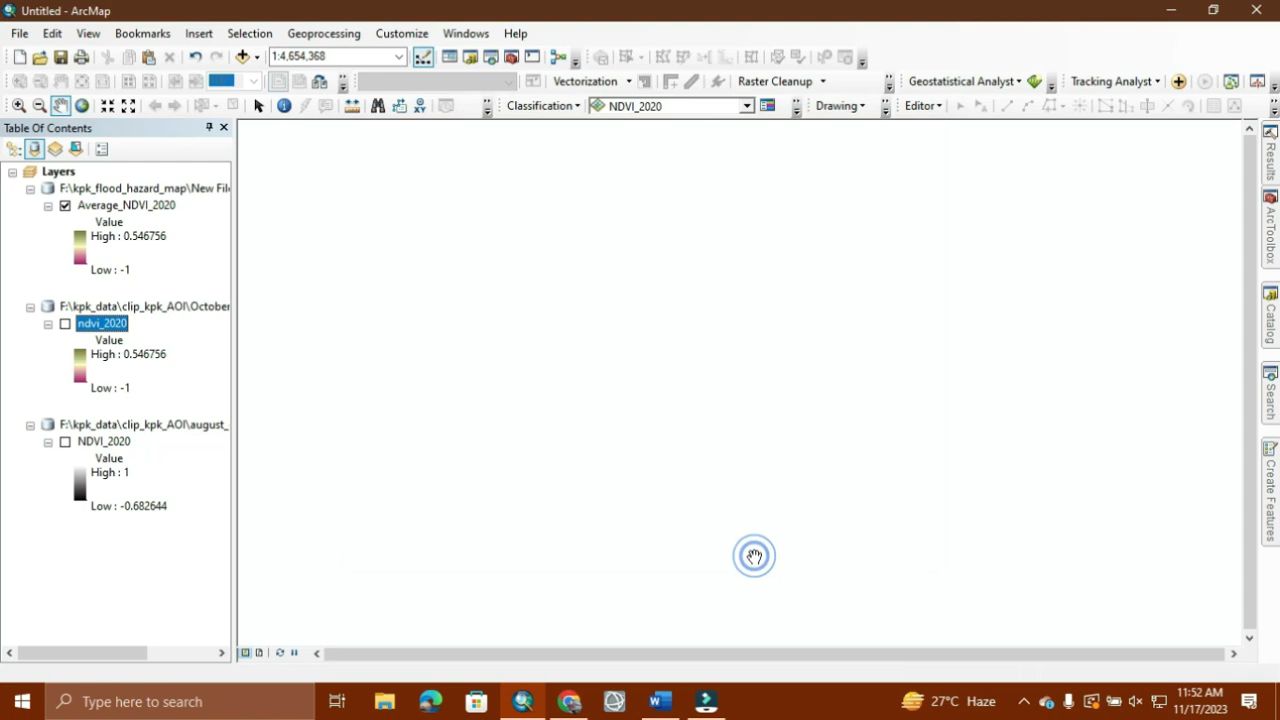 Untitled - ArcMap
File Edit View Bookmarks Insert Selection Geoprocessing Customize Windows Help
1:4,654,368
Vectorization Raster Cleanup Geostatistical Analyst Tracking Analyst
Classification NDVI_2020 Drawing Editor
Table Of Contents
Layers
F:\kpk_flood_hazard_map\New Fil
Average_NDVI_2020
Value
High : 0.546756
Low : -1
F:\kpk_data\clip_kpk_AOI\October
ndvi_2020
Value
High : 0.546756
Low : -1
F:\kpk_data\clip_kpk_AOI\august_
NDVI_2020
Value
High : 1
Low : -0.682644
Results
ArcToolbox
Catalog
Search
Create Features
Type here to search
27°C Haze
11:52 AM
11/17/2023